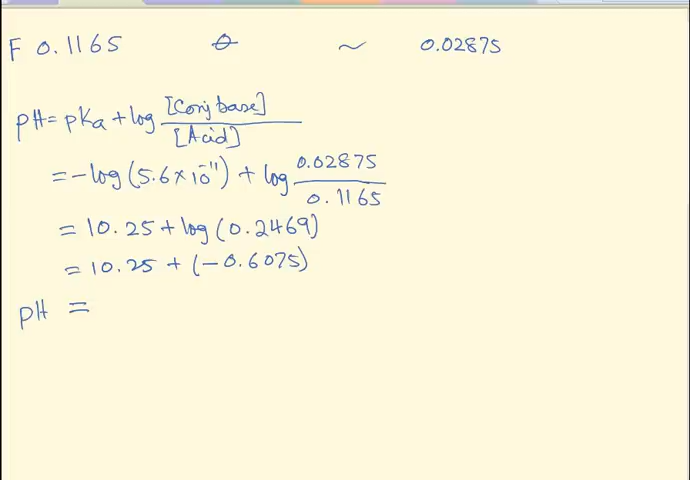 F 0.1165 ∅ ~ 0.02875
pH = pKa + log [Conj base] / [Acid]
= -log (5.6 × 10⁻¹¹) + log 0.02875 / 0.1165
= 10.25 + log (0.2469)
= 10.25 + (-0.6075)
pH =